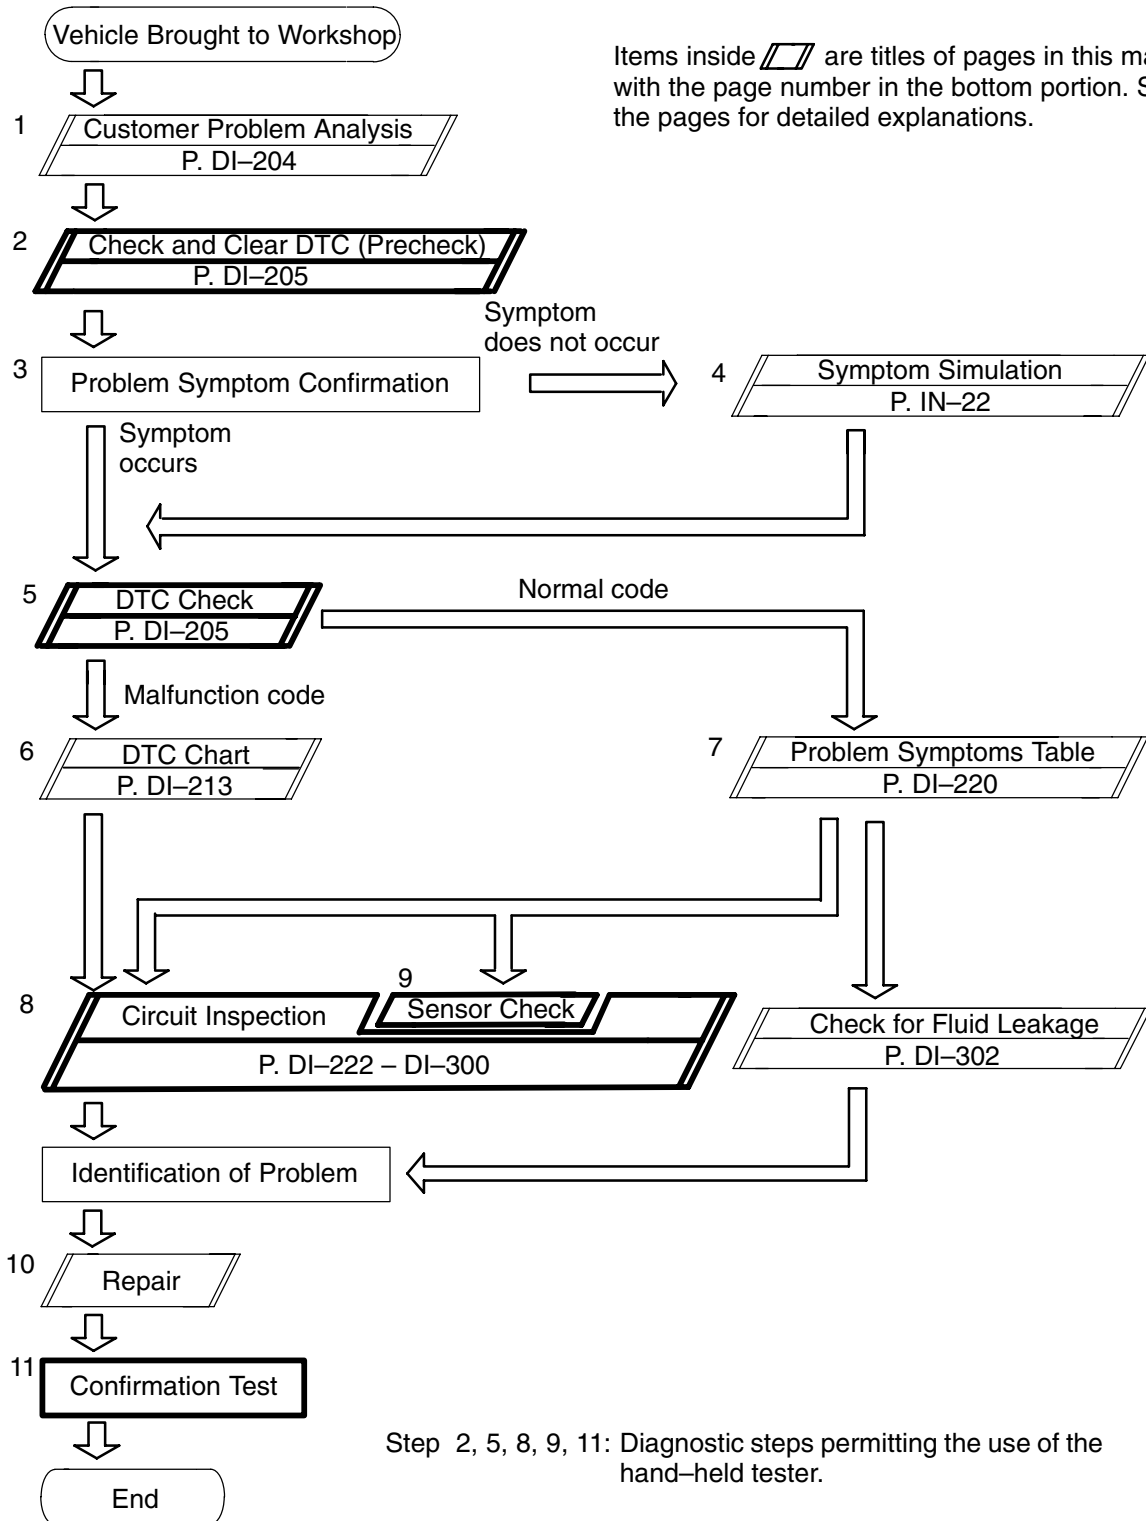 Vehicle Brought to Workshop
Items inside are titles of pages in this
with the page number in the bottom portion.
the pages for detailed explanations.
1
Customer Problem Analysis
P. DI–204
2
Check and Clear DTC (Precheck)
P. DI–205
Symptom
does not occur
3
Problem Symptom Confirmation
4
Symptom Simulation
P. IN–22
Symptom
occurs
5
DTC Check
P. DI–205
Normal code
Malfunction code
6
DTC Chart
P. DI–213
7
Problem Symptoms Table
P. DI–220
8
Circuit Inspection
9
Sensor Check
P. DI–222 – DI–300
Check for Fluid Leakage
P. DI–302
Identification of Problem
10
Repair
11
Confirmation Test
Step 2, 5, 8, 9, 11: Diagnostic steps permitting the use of the
hand–held tester.
End